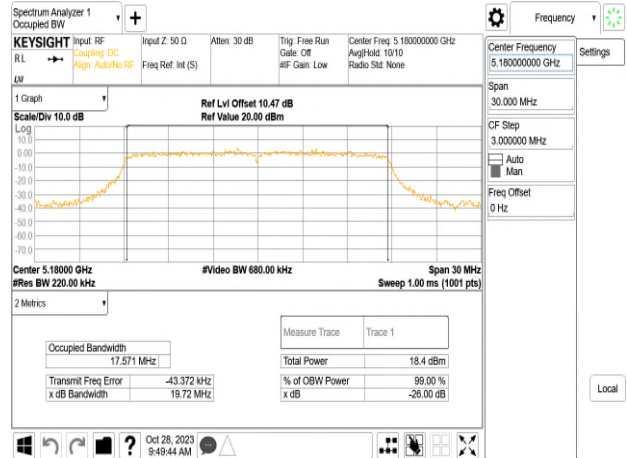 Spectrum Analyzer 1
Occupied BW
Frequency
KEYSIGHT
RL
Input: RF
Coupling: DC
Align: Auto/No RF
Input Z: 50 Ω
Freq Ref: Int (S)
Atten: 30 dB
Trig: Free Run
Gate: Off
#IF Gain: Low
Center Freq: 5.180000000 GHz
Avg|Hold: 10/10
Radio Std: None
Center Frequency
5.180000000 GHz
Settings
Span
30.000 MHz
CF Step
3.000000 MHz
Auto
Man
Freq Offset
0 Hz
Local
1 Graph
Scale/Div 10.0 dB
Ref Lvl Offset 10.47 dB
Ref Value 20.00 dBm
Log
10.0
0.00
-10.0
-20.0
-30.0
-40.0
-50.0
-60.0
-70.0
Center 5.18000 GHz
#Video BW 680.00 kHz
Span 30 MHz
#Res BW 220.00 kHz
Sweep 1.00 ms (1001 pts)
2 Metrics
Measure Trace
Trace 1
Occupied Bandwidth
17.571 MHz
Total Power
18.4 dBm
Transmit Freq Error
-43.372 kHz
% of OBW Power
99.00 %
x dB Bandwidth
19.72 MHz
x dB
-26.00 dB
?
Oct 28, 2023
9:49:44 AM